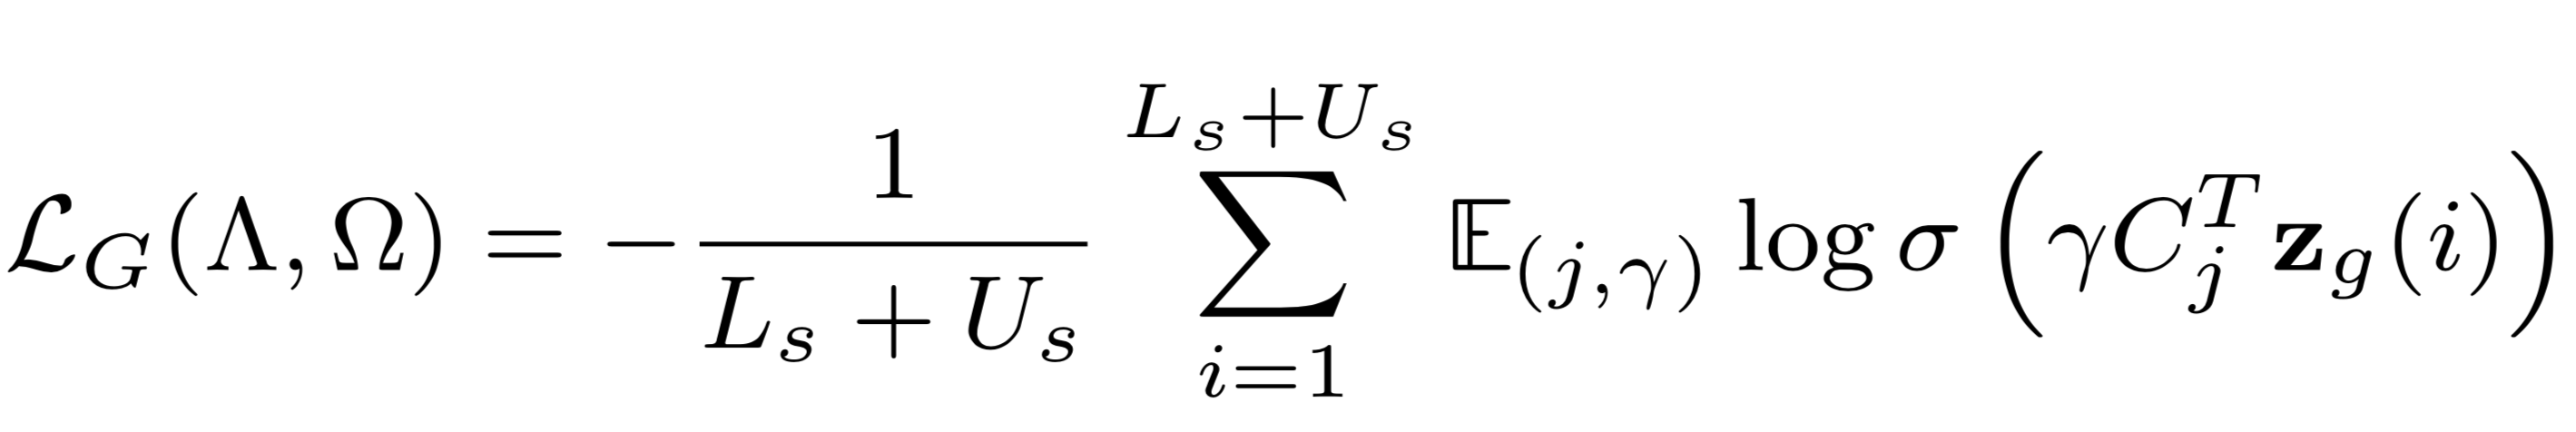 \mathcal{L}_G(\Lambda, \Omega) = -\frac{1}{L_s + U_s} \sum_{i=1}^{L_s+U_s} \mathbb{E}_{(j,\gamma)} \log \sigma \left( \gamma C_j^T \mathbf{z}_g(i) \right)